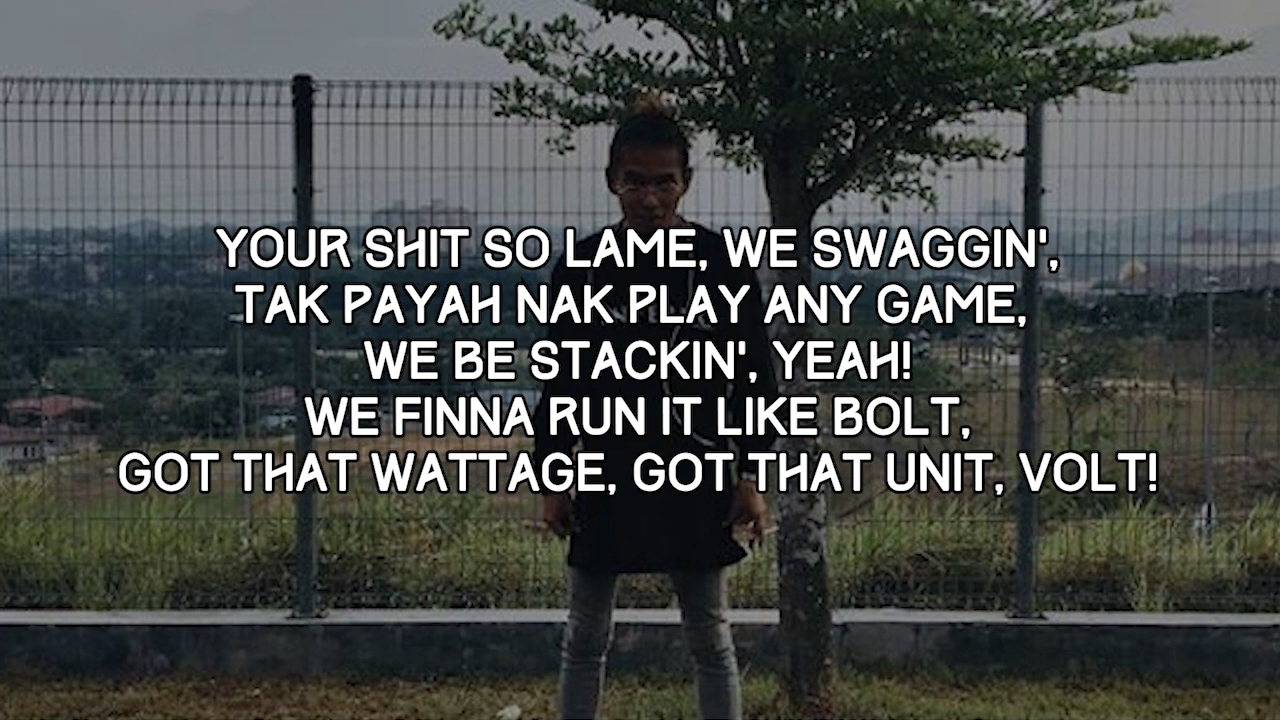 YOUR SHIT SO LAME, WE SWAGGIN',
TAK PAYAH NAK PLAY ANY GAME,
WE BE STACKIN', YEAH!
WE FINNA RUN IT LIKE BOLT,
GOT THAT WATTAGE, GOT THAT UNIT, VOLT!